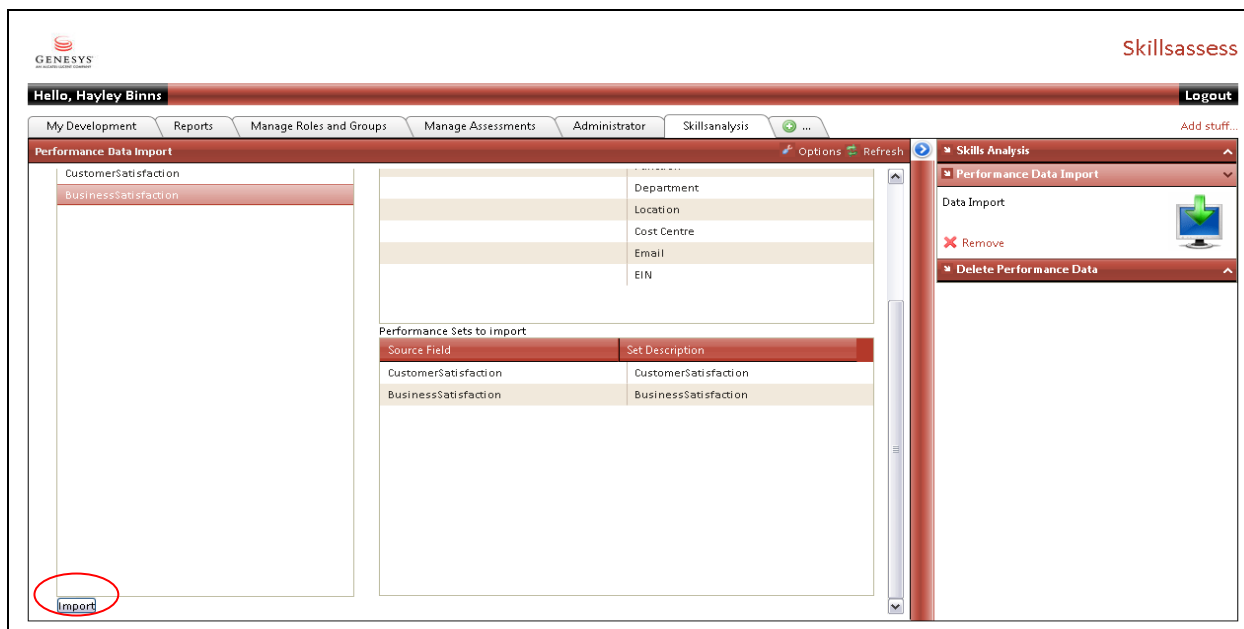 GENESYS
Skillsassess
Hello, Hayley Binns
Logout
My Development Reports Manage Roles and Groups Manage Assessments Administrator Skillsanalysis ...
Add stuff...
Performance Data Import
Options Refresh
CustomerSatisfaction
BusinessSatisfaction
Department
Location
Cost Centre
Email
EIN
Performance Sets to import
Source Field Set Description
CustomerSatisfaction CustomerSatisfaction
BusinessSatisfaction BusinessSatisfaction
Import
Skills Analysis
Performance Data Import
Data Import
Remove
Delete Performance Data